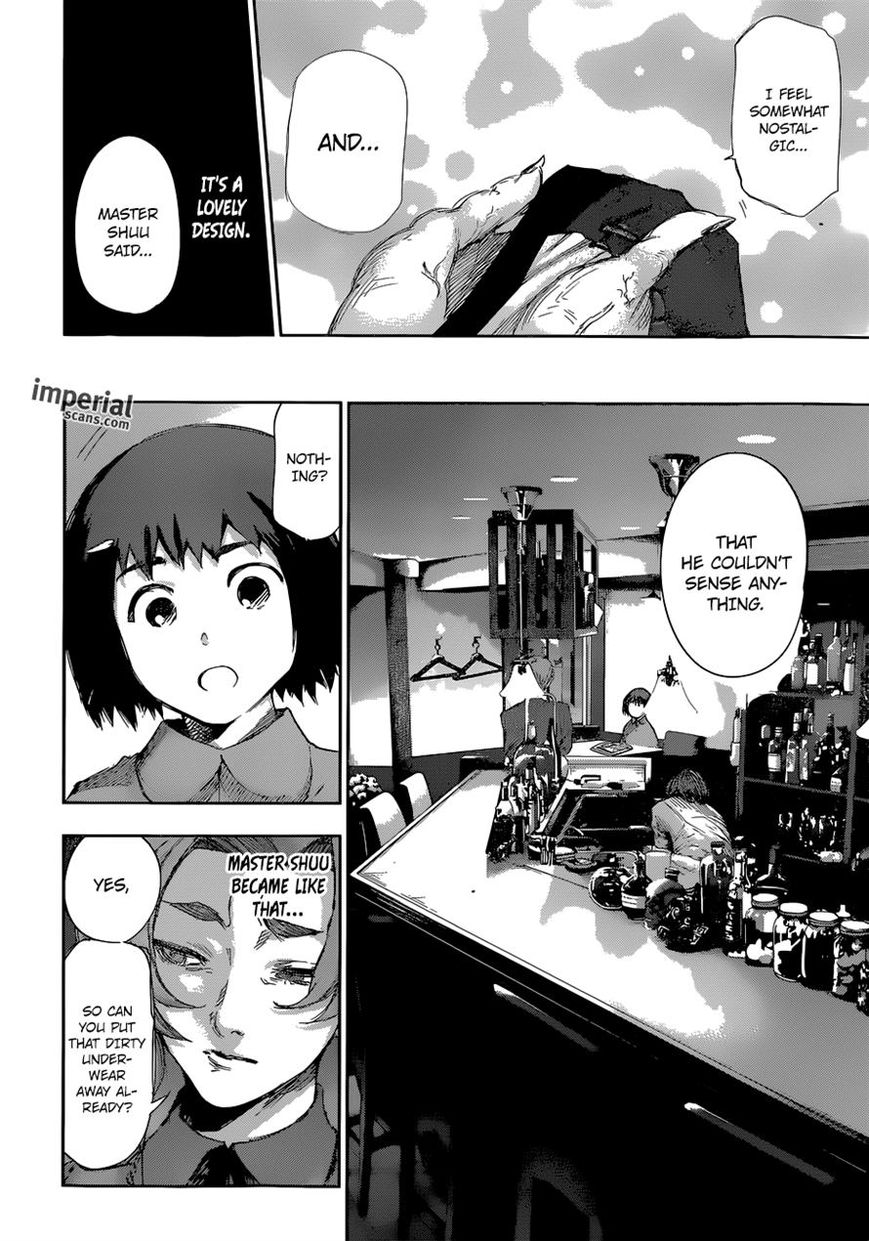 I FEEL
SOMEWHAT
NOSTAL-
GIC...
AND...
IT'S A
LOVELY
DESIGN.
MASTER
SHUU
SAID...
imperial
-scans.com
THAT
HE COULDN'T
SENSE ANY-
THING.
NOTH-
ING?
MASTER SHUU
BECAME LIKE
THAT...
YES,
SO CAN
YOU PUT
THAT DIRTY
UNDER-
WEAR
AWAY AL-
READY?